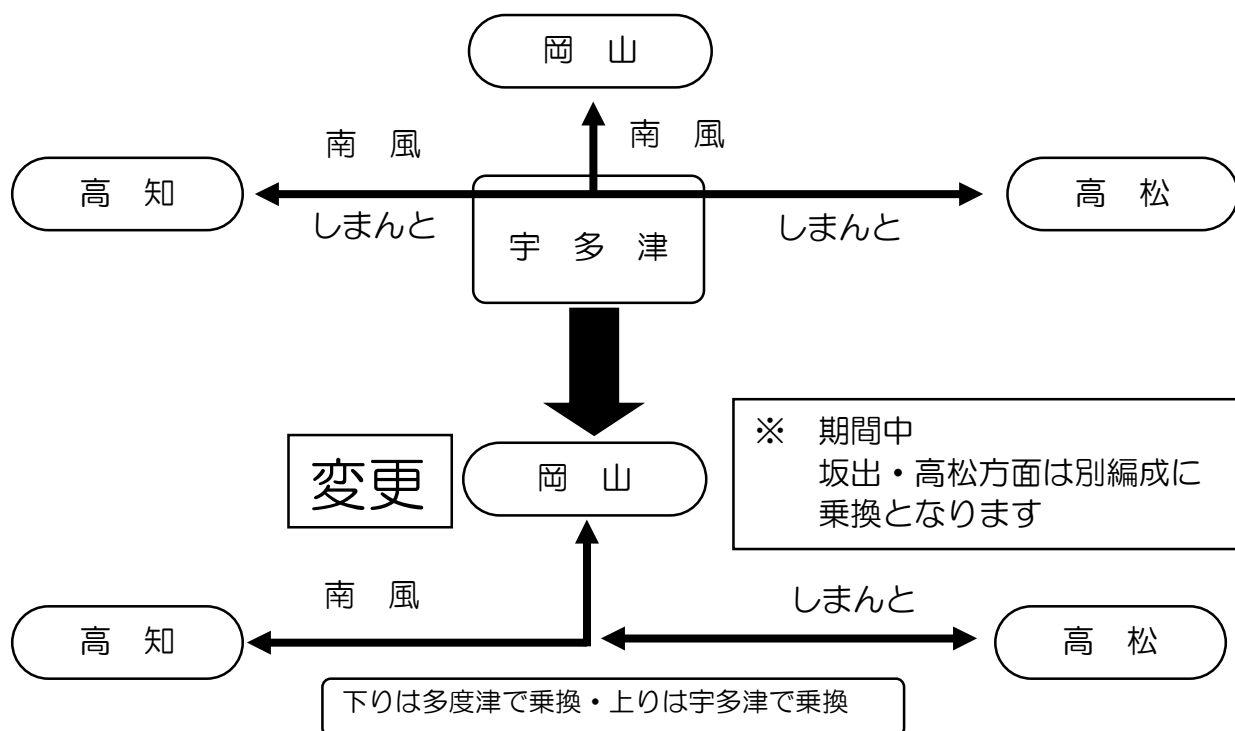 岡 山
南 風
南 風
高 知
高 松
しまんと
しまんと
宇 多 津
変更
岡 山
※ 期間中
坂出・高松方面は別編成に
乗換となります
南 風
しまんと
高 知
高 松
下りは多度津で乗換・上りは宇多津で乗換